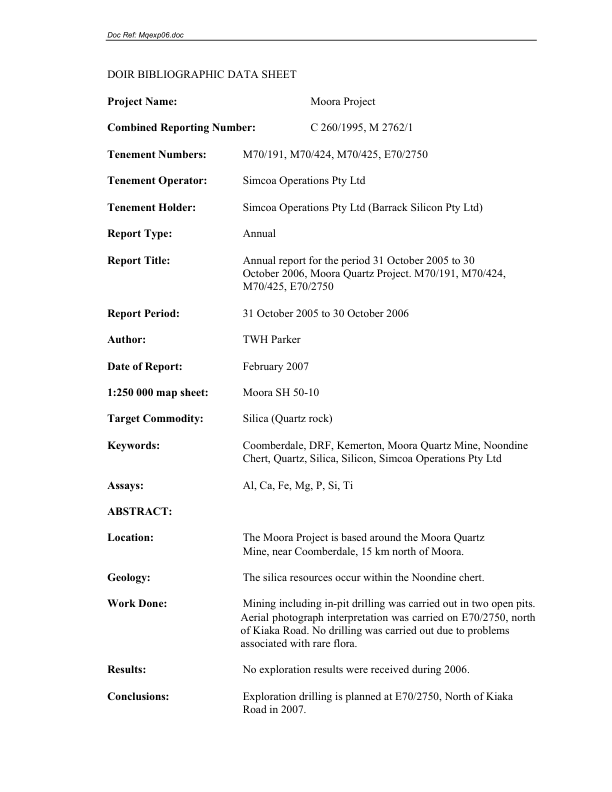 Doc Ref: Mqexp06.doc
DOIR BIBLIOGRAPHIC DATA SHEET
Project Name: Moora Project
Combined Reporting Number: C 260/1995, M 2762/1
Tenement Numbers: M70/191, M70/424, M70/425, E70/2750
Tenement Operator: Simcoa Operations Pty Ltd
Tenement Holder: Simcoa Operations Pty Ltd (Barrack Silicon Pty Ltd)
Report Type: Annual
Report Title: Annual report for the period 31 October 2005 to 30
October 2006, Moora Quartz Project. M70/191, M70/424,
M70/425, E70/2750
Report Period: 31 October 2005 to 30 October 2006
Author: TWH Parker
Date of Report: February 2007
1:250 000 map sheet: Moora SH 50-10
Target Commodity: Silica (Quartz rock)
Keywords: Coomberdale, DRF, Kemerton, Moora Quartz Mine, Noondine
Chert, Quartz, Silica, Silicon, Simcoa Operations Pty Ltd
Assays: Al, Ca, Fe, Mg, P, Si, Ti
ABSTRACT:
Location: The Moora Project is based around the Moora Quartz
Mine, near Coomberdale, 15 km north of Moora.
Geology: The silica resources occur within the Noondine chert.
Work Done: Mining including in-pit drilling was carried out in two open pits.
Aerial photograph interpretation was carried on E70/2750, north
of Kiaka Road. No drilling was carried out due to problems
associated with rare flora.
Results: No exploration results were received during 2006.
Conclusions: Exploration drilling is planned at E70/2750, North of Kiaka
Road in 2007.